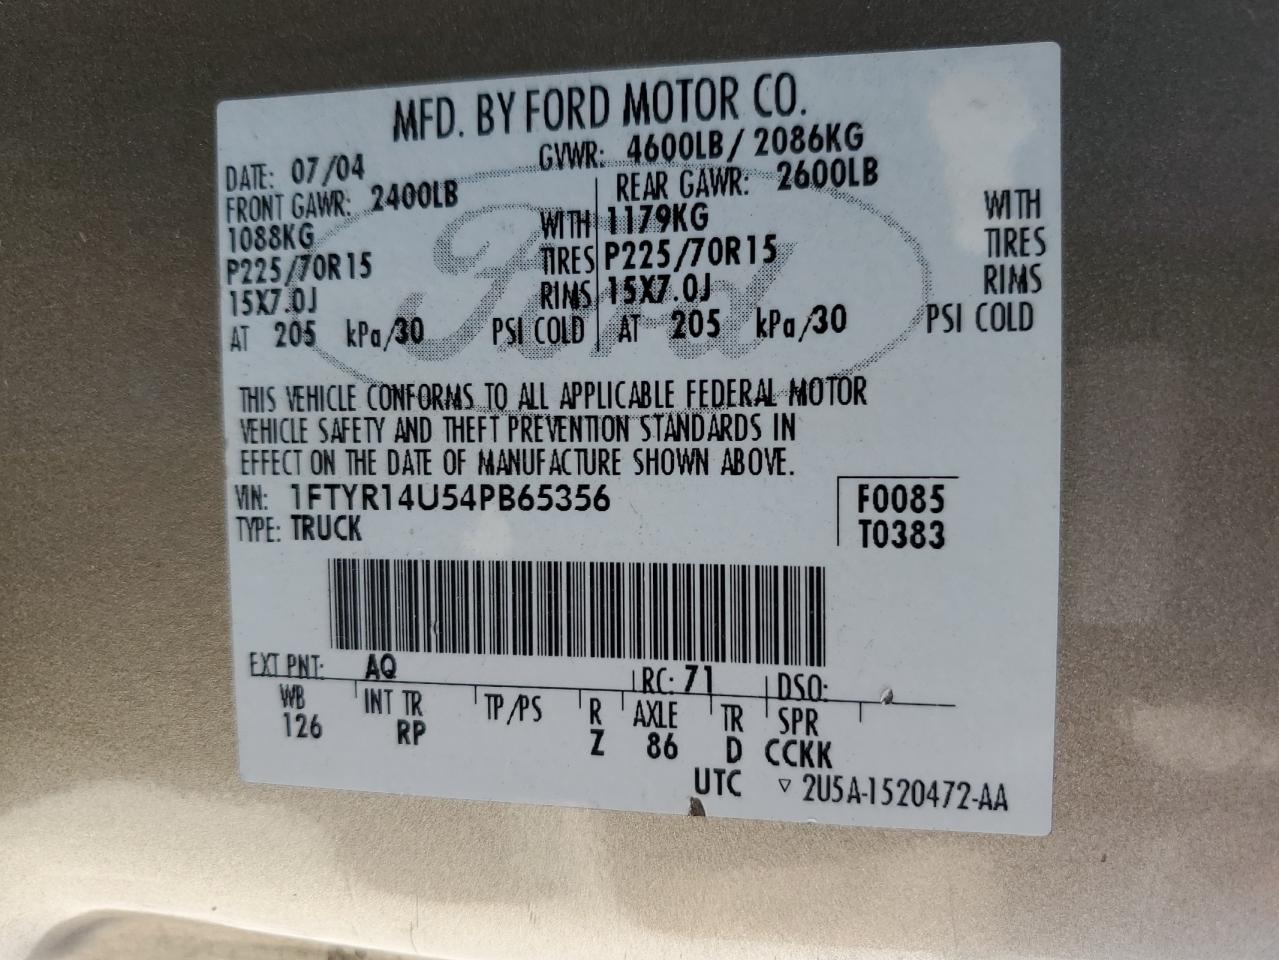 MFD. BY FORD MOTOR CO.
DATE: 07/04 GVWR: 4600LB/ 2086KG
FRONT GAWR: 2400LB REAR GAWR: 2600LB
1088KG WITH 1179KG WITH
P225/70R15 TIRES P225/70R15 TIRES
15X7.0J RIMS 15X7.0J RIMS
AT 205 kPa/30 PSI COLD AT 205 kPa/30 PSI COLD
Ford
THIS VEHICLE CONFORMS TO ALL APPLICABLE FEDERAL MOTOR
VEHICLE SAFETY AND THEFT PREVENTION STANDARDS IN
EFFECT ON THE DATE OF MANUFACTURE SHOWN ABOVE.
VIN: 1FTYR14U54PB65356 F0085
TYPE: TRUCK T0383
EXT PNT: AQ RC: 71 DSO:
WB INT TR TP/PS R AXLE TR SPR
126 RP Z 86 D CCKK
UTC ▽ 2U5A-1520472-AA